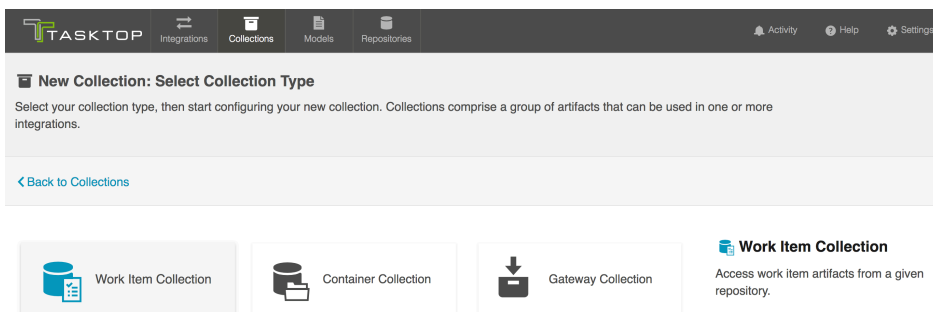 TASKTOP
Integrations
Collections
Models
Repositories
Activity
Help
Settings
New Collection: Select Collection Type
Select your collection type, then start configuring your new collection. Collections comprise a group of artifacts that can be used in one or more
integrations.
Back to Collections
Work Item Collection
Container Collection
Gateway Collection
Work Item Collection
Access work item artifacts from a given
repository.